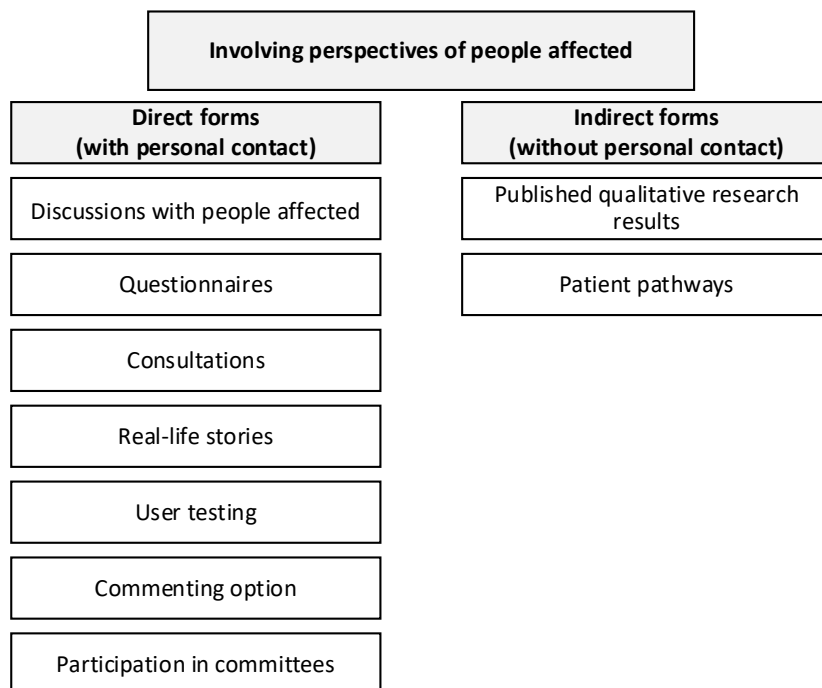 Involving perspectives of people affected
Direct forms
(with personal contact)
Discussions with people affected
Questionnaires
Consultations
Real-life stories
User testing
Commenting option
Participation in committees
Indirect forms
(without personal contact)
Published qualitative research
results
Patient pathways